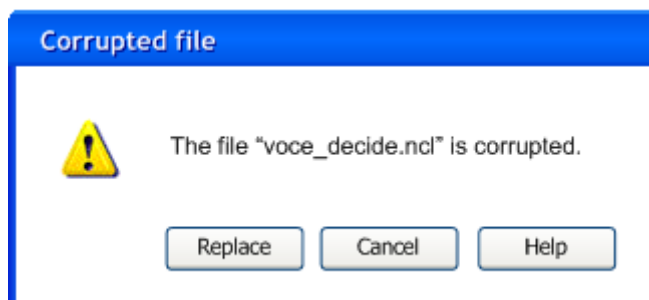 Corrupted file
The file “voce_decide.ncl” is corrupted.
Replace Cancel Help